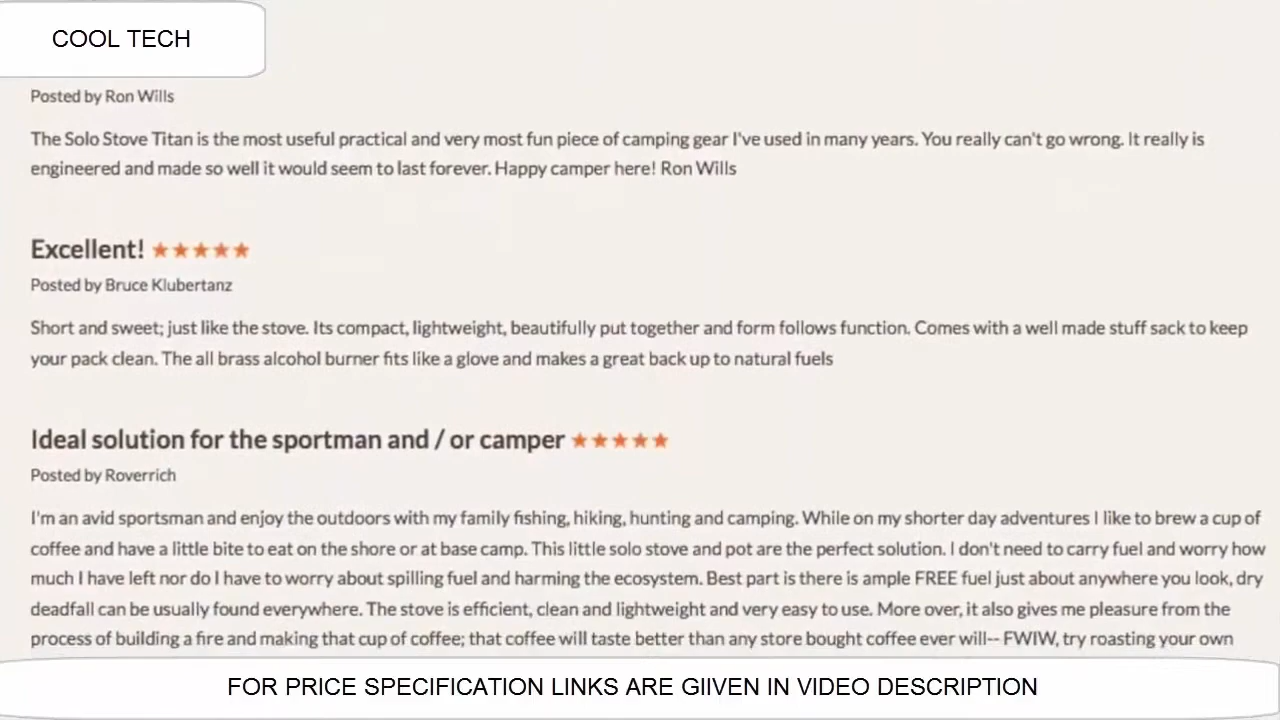 COOL TECH
Posted by Ron Wills
The Solo Stove Titan is the most useful practical and very most fun piece of camping gear I've used in many years. You really can't go wrong. It really is
engineered and made so well it would seem to last forever. Happy camper here! Ron Wills
Excellent! ★★★★★
Posted by Bruce Klubertanz
Short and sweet; just like the stove. Its compact, lightweight, beautifully put together and form follows function. Comes with a well made stuff sack to keep
your pack clean. The all brass alcohol burner fits like a glove and makes a great back up to natural fuels
Ideal solution for the sportman and / or camper ★★★★★
Posted by Roverrich
I'm an avid sportsman and enjoy the outdoors with my family fishing, hiking, hunting and camping. While on my shorter day adventures I like to brew a cup of
coffee and have a little bite to eat on the shore or at base camp. This little solo stove and pot are the perfect solution. I don't need to carry fuel and worry how
much I have left nor do I have to worry about spilling fuel and harming the ecosystem. Best part is there is ample FREE fuel just about anywhere you look, dry
deadfall can be usually found everywhere. The stove is efficient, clean and lightweight and very easy to use. More over, it also gives me pleasure from the
process of building a fire and making that cup of coffee; that coffee will taste better than any store bought coffee ever will-- FWIW, try roasting your own
FOR PRICE SPECIFICATION LINKS ARE GIIVEN IN VIDEO DESCRIPTION